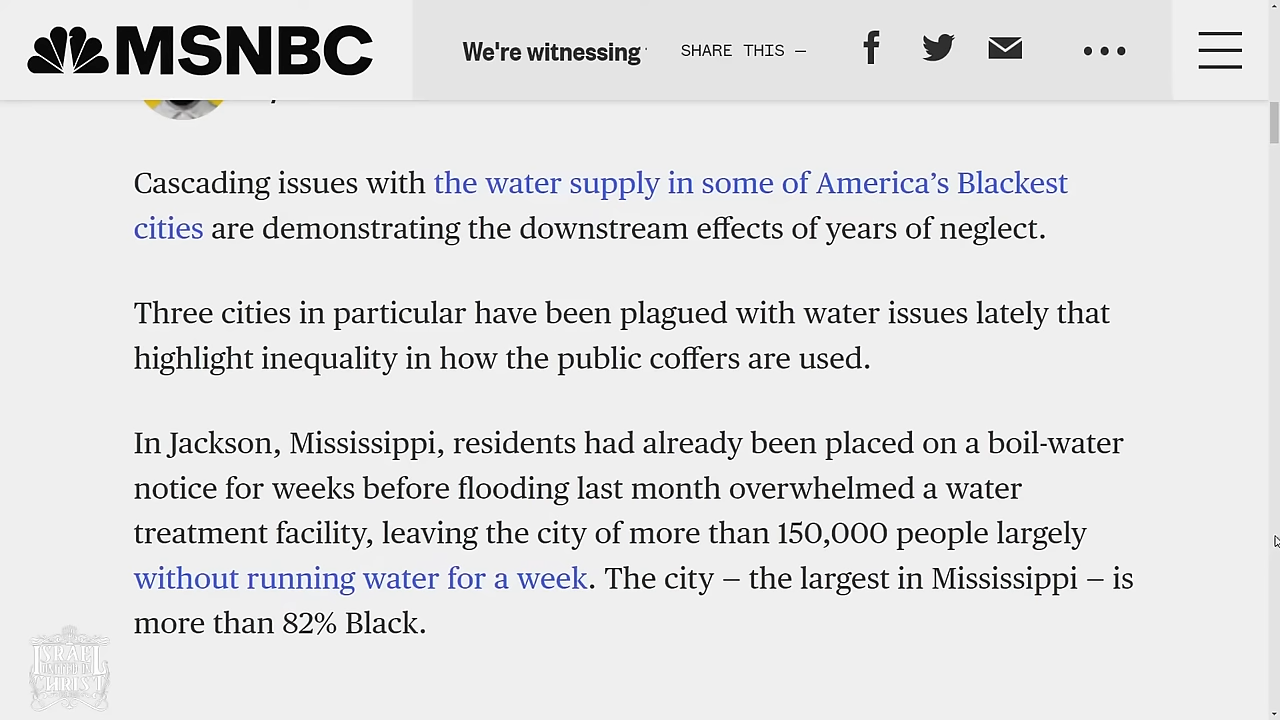 MSNBC
We're witnessing
SHARE THIS —
Cascading issues with the water supply in some of America’s Blackest
cities are demonstrating the downstream effects of years of neglect.
Three cities in particular have been plagued with water issues lately that
highlight inequality in how the public coffers are used.
In Jackson, Mississippi, residents had already been placed on a boil-water
notice for weeks before flooding last month overwhelmed a water
treatment facility, leaving the city of more than 150,000 people largely
without running water for a week. The city – the largest in Mississippi – is
more than 82% Black.
ISRAEL
UNITED IN
CHRIST